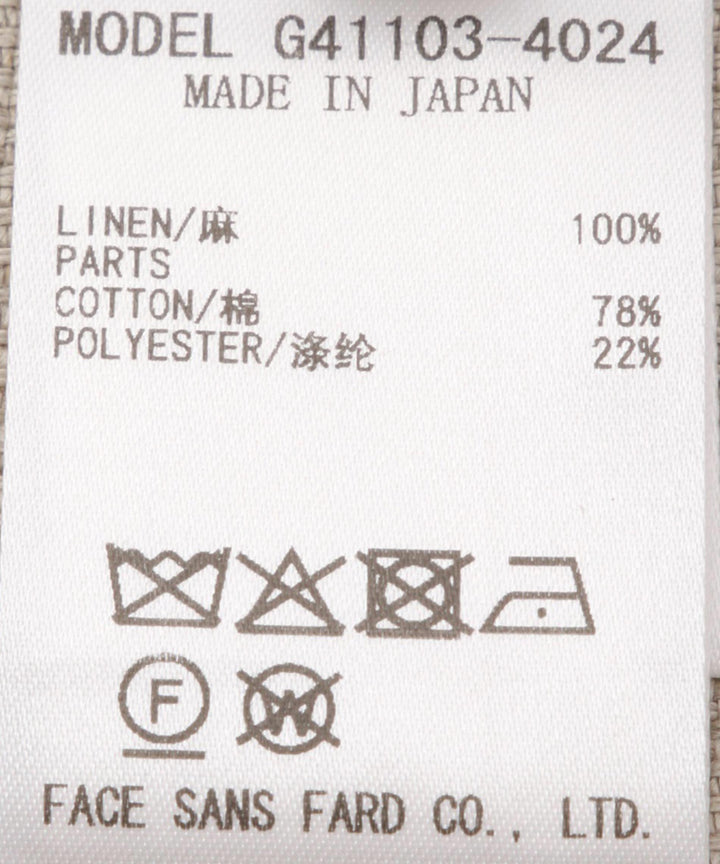 MODEL G41103-4024
MADE IN JAPAN
LINEN/麻 100%
PARTS
COTTON/棉 78%
POLYESTER/涤纶 22%
F W
FACE SANS FARD CO., LTD.